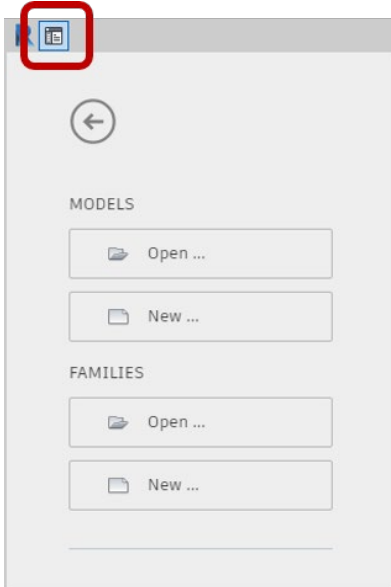 R
MODELS
Open ...
New ...
FAMILIES
Open ...
New ...